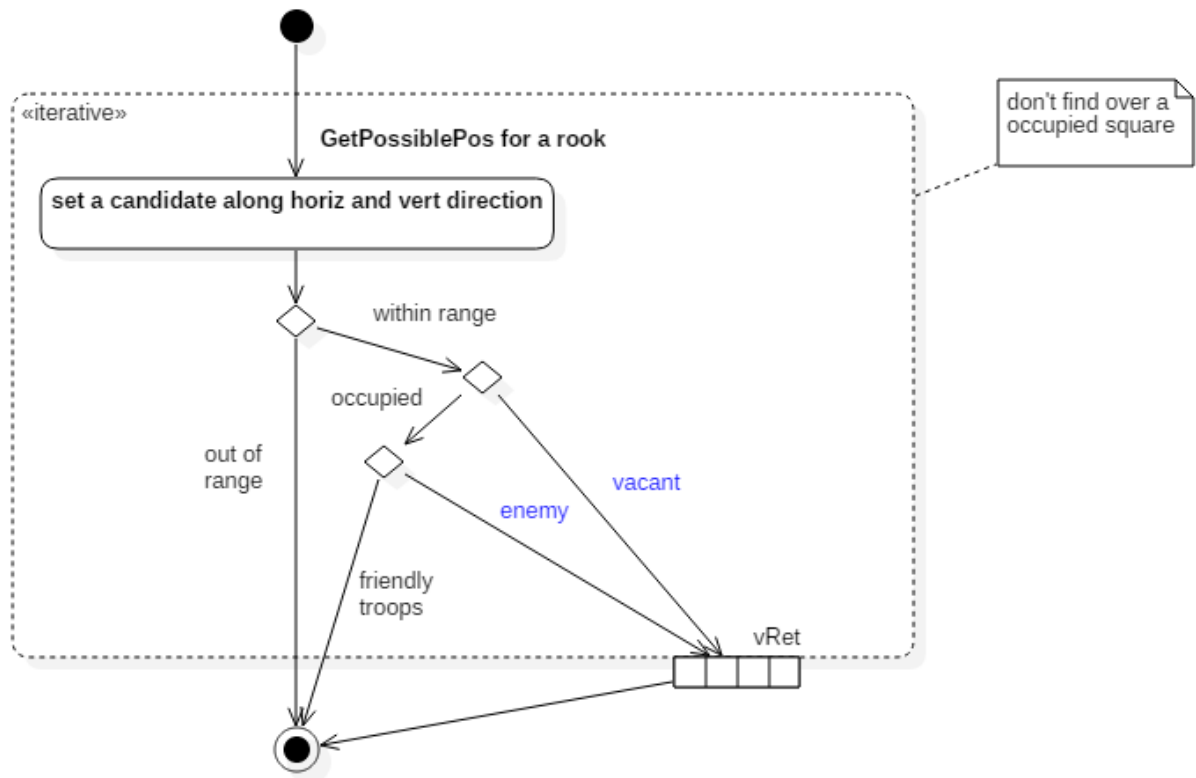 «iterative»
don't find over a
occupied square
GetPossiblePos for a rook
set a candidate along horiz and vert direction
within range
occupied
out of
range
vacant
enemy
friendly
troops
vRet